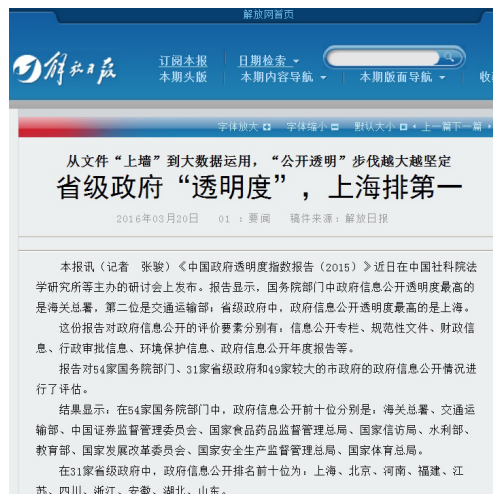 解放网首页
解放日报
订阅本报 日期检索
本期头版 本期内容导航 本期版面导航
字体放大 字体缩小 默认大小 上一篇下一篇
从文件“上墙”到大数据运用，“公开透明”步伐越大越坚定
省级政府“透明度”，上海排第一
2016年03月20日 01 ：要闻 稿件来源：解放日报
本报讯（记者 张骏）《中国政府透明度指数报告（2015）》近日在中国社科院法
学研究所等主办的研讨会上发布。报告显示，国务院部门中政府信息公开透明度最高的
是海关总署，第二位是交通运输部；省级政府中，政府信息公开透明度最高的是上海。
这份报告对政府信息公开的评价要素分别有：信息公开专栏、规范性文件、财政信
息、行政审批信息、环境保护信息、政府信息公开年度报告等。
报告对54家国务院部门、31家省级政府和49家较大的市政府的政府信息公开情况进
行了评估。
结果显示：在54家国务院部门中，政府信息公开前十位分别是：海关总署、交通运
输部、中国证券监督管理委员会、国家食品药品监督管理总局、国家信访局、水利部、
教育部、国家发展改革委员会、国家安全生产监督管理总局、国家体育总局。
在31家省级政府中，政府信息公开排名前十位为：上海、北京、河南、福建、江
苏、四川、浙江、安徽、湖北、山东。